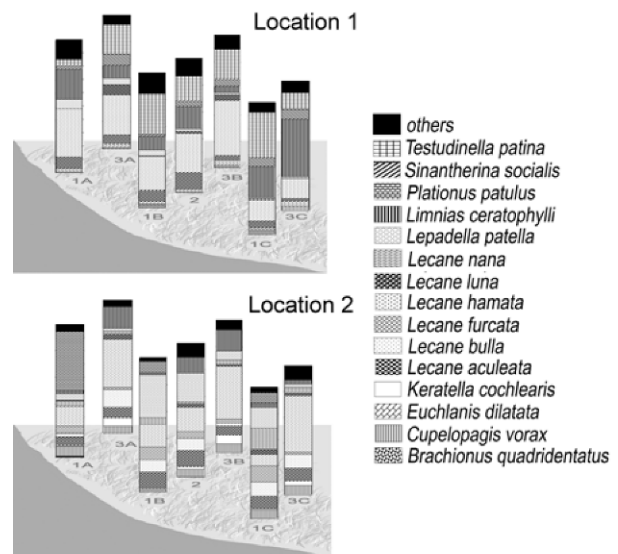 Location 1
3A
1A
3B
2
1B
3C
1C
Location 2
3A
1A
3B
2
1B
3C
1C
others
Testudinella patina
Sinantherina socialis
Plationus patulus
Limnias ceratophylli
Lepadella patella
Lecane nana
Lecane luna
Lecane hamata
Lecane furcata
Lecane bulla
Lecane aculeata
Keratella cochlearis
Euchlanis dilatata
Cupelopagis vorax
Brachionus quadridentatus